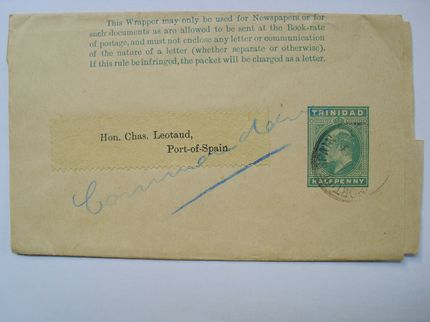 This Wrapper may only be used for Newspapers or for
such documents as are allowed to be sent at the Book-rate
of postage, and must not enclose any letter or communication
of the nature of a letter (whether separate or otherwise).
If this rule be infringed, the packet will be charged as a letter.
TRINIDAD
HALFPENNY
Hon. Chas. Leotaud,
Port-of-Spain.